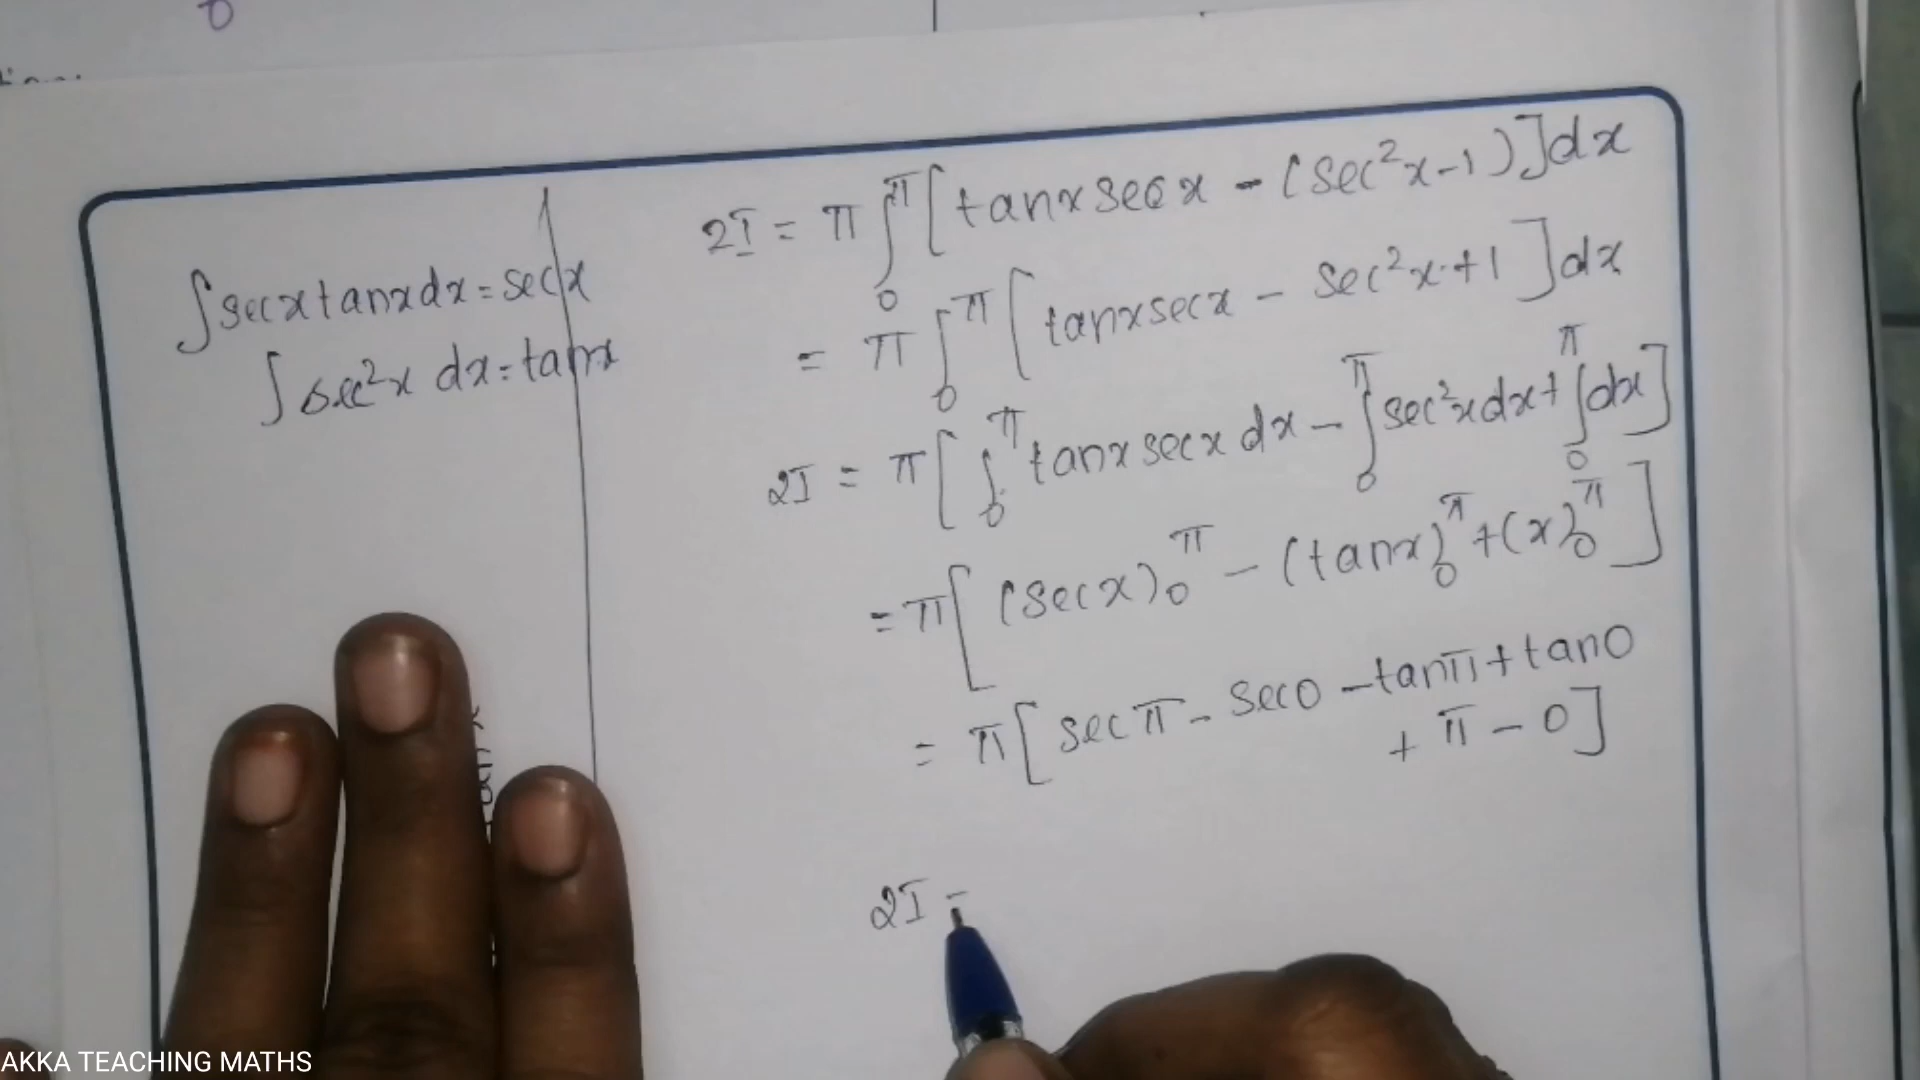 ∫secx tanx dx = secx
∫sec²x dx = tanx
2I = π ∫₀^π [tanx secx - (sec²x-1)]dx
= π ∫₀^π [tanx secx - sec²x+1]dx
2I = π[∫₀^π tanx secx dx - ∫₀^π sec²x dx + ∫₀^π dx]
= π[(secx)₀^π - (tanx)₀^π + (x)₀^π]
= π[secπ - sec0 - tanπ + tan0
+ π - 0]
2I =
AKKA TEACHING MATHS